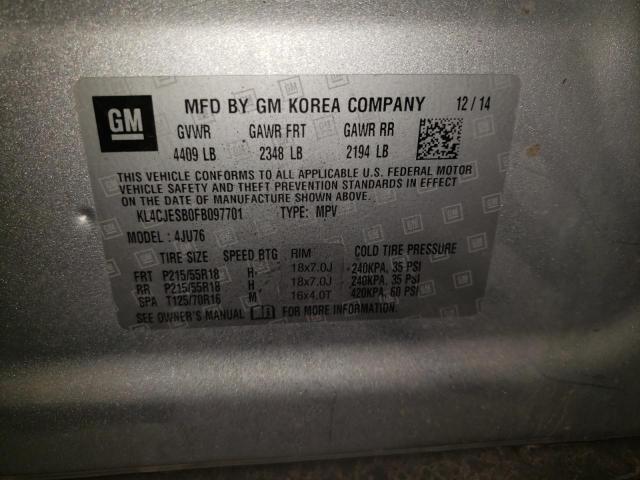 GM MFD BY GM KOREA COMPANY 12/14
GVWR GAWR FRT GAWR RR
4409 LB 2348 LB 2194 LB
THIS VEHICLE CONFORMS TO ALL APPLICABLE U.S. FEDERAL MOTOR
VEHICLE SAFETY AND THEFT PREVENTION STANDARDS IN EFFECT
ON THE DATE OF MANUFACTURE SHOWN ABOVE.
KL4CJESB0FB097701 TYPE: MPV
MODEL: 4JU76
TIRE SIZE SPEED RTG RIM COLD TIRE PRESSURE
FRT P215/55R18 H 18x7.0J 240KPA, 35 PSI
RR P215/55R18 H 18x7.0J 240KPA, 35 PSI
SPA T125/70R16 M 16x4.0T 420KPA, 60 PSI
SEE OWNER'S MANUAL FOR MORE INFORMATION.